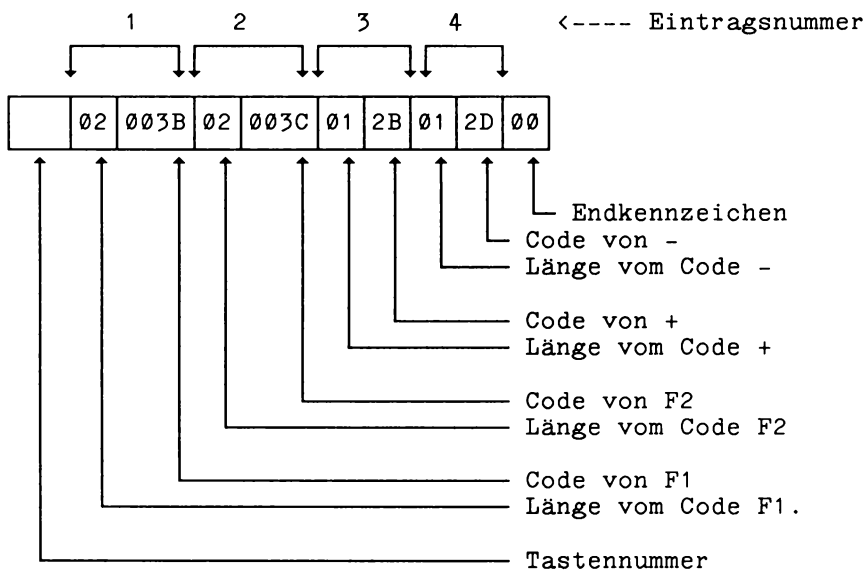 1 2 3 4 <---- Eintragsnummer
02 003B 02 003C 01 2B 01 2D 00
Endkennzeichen
Code von -
Länge vom Code -
Code von +
Länge vom Code +
Code von F2
Länge vom Code F2
Code von F1
Länge vom Code F1.
Tastennummer